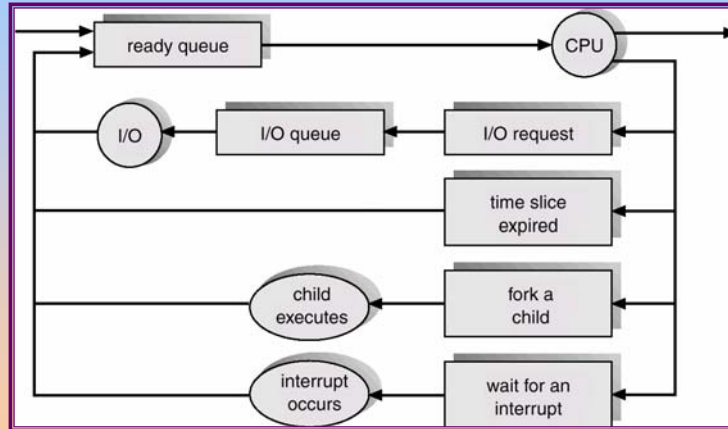 ready queue
CPU
I/O
I/O queue
I/O request
time slice
expired
child
executes
fork a
child
interrupt
occurs
wait for an
interrupt